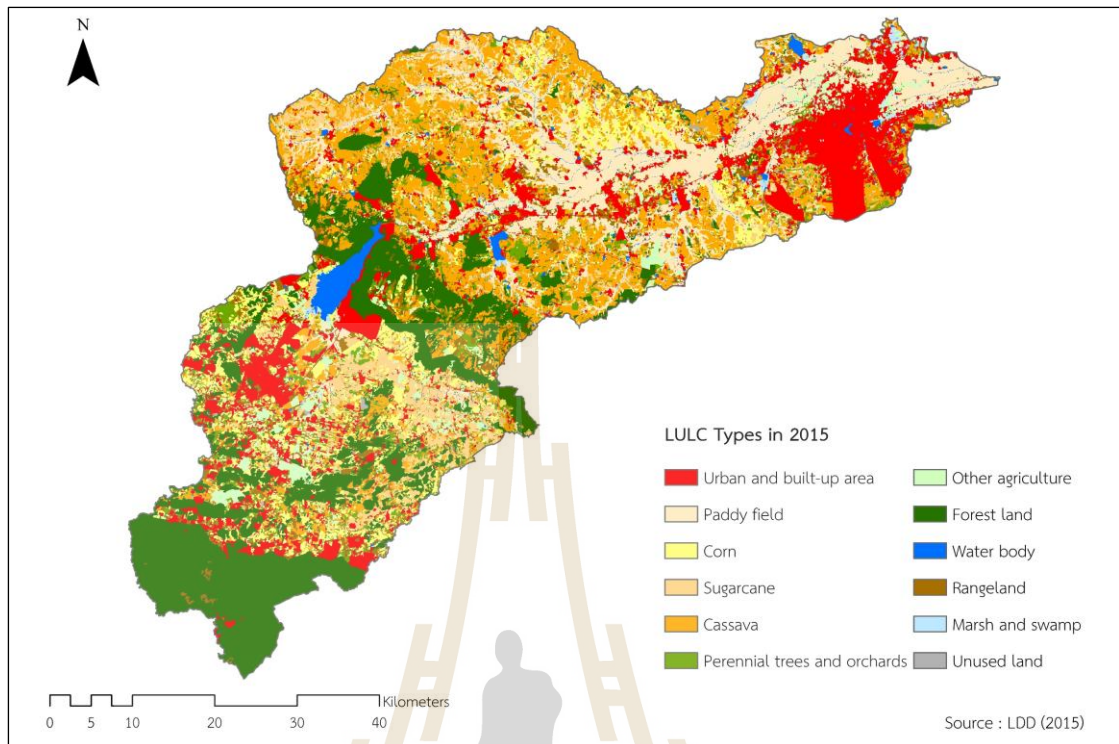 N
LULC Types in 2015
Urban and built-up area
Paddy field
Corn
Sugarcane
Cassava
Perennial trees and orchards
Other agriculture
Forest land
Water body
Rangeland
Marsh and swamp
Unused land
Kilometers
0 5 10 20 30 40
Source : LDD (2015)